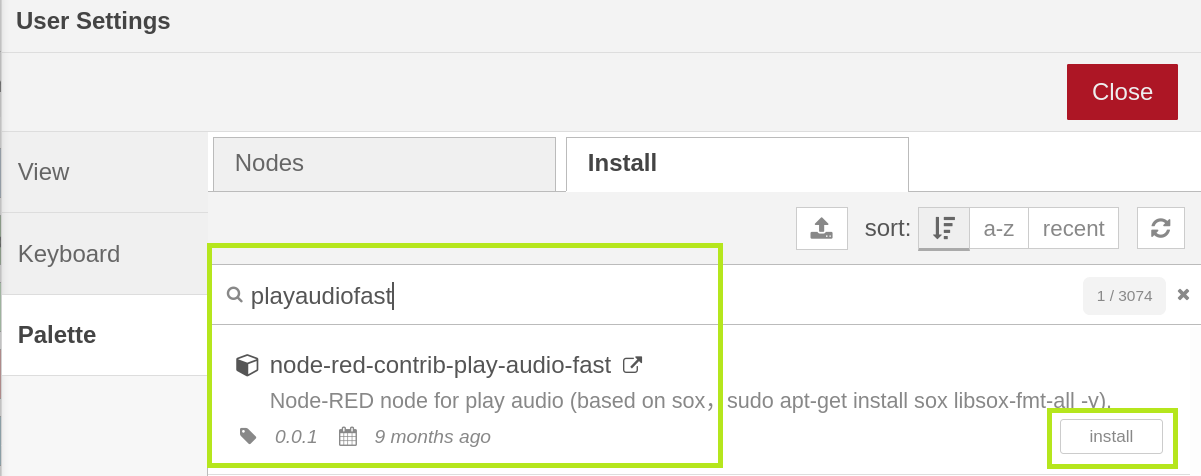 User Settings
Close
View
Nodes
Install
sort:
a-z
recent
Keyboard
playaudiofast
1 / 3074
Palette
node-red-contrib-play-audio-fast
Node-RED node for play audio (based on sox，sudo apt-get install sox libsox-fmt-all -y).
0.0.1
9 months ago
install